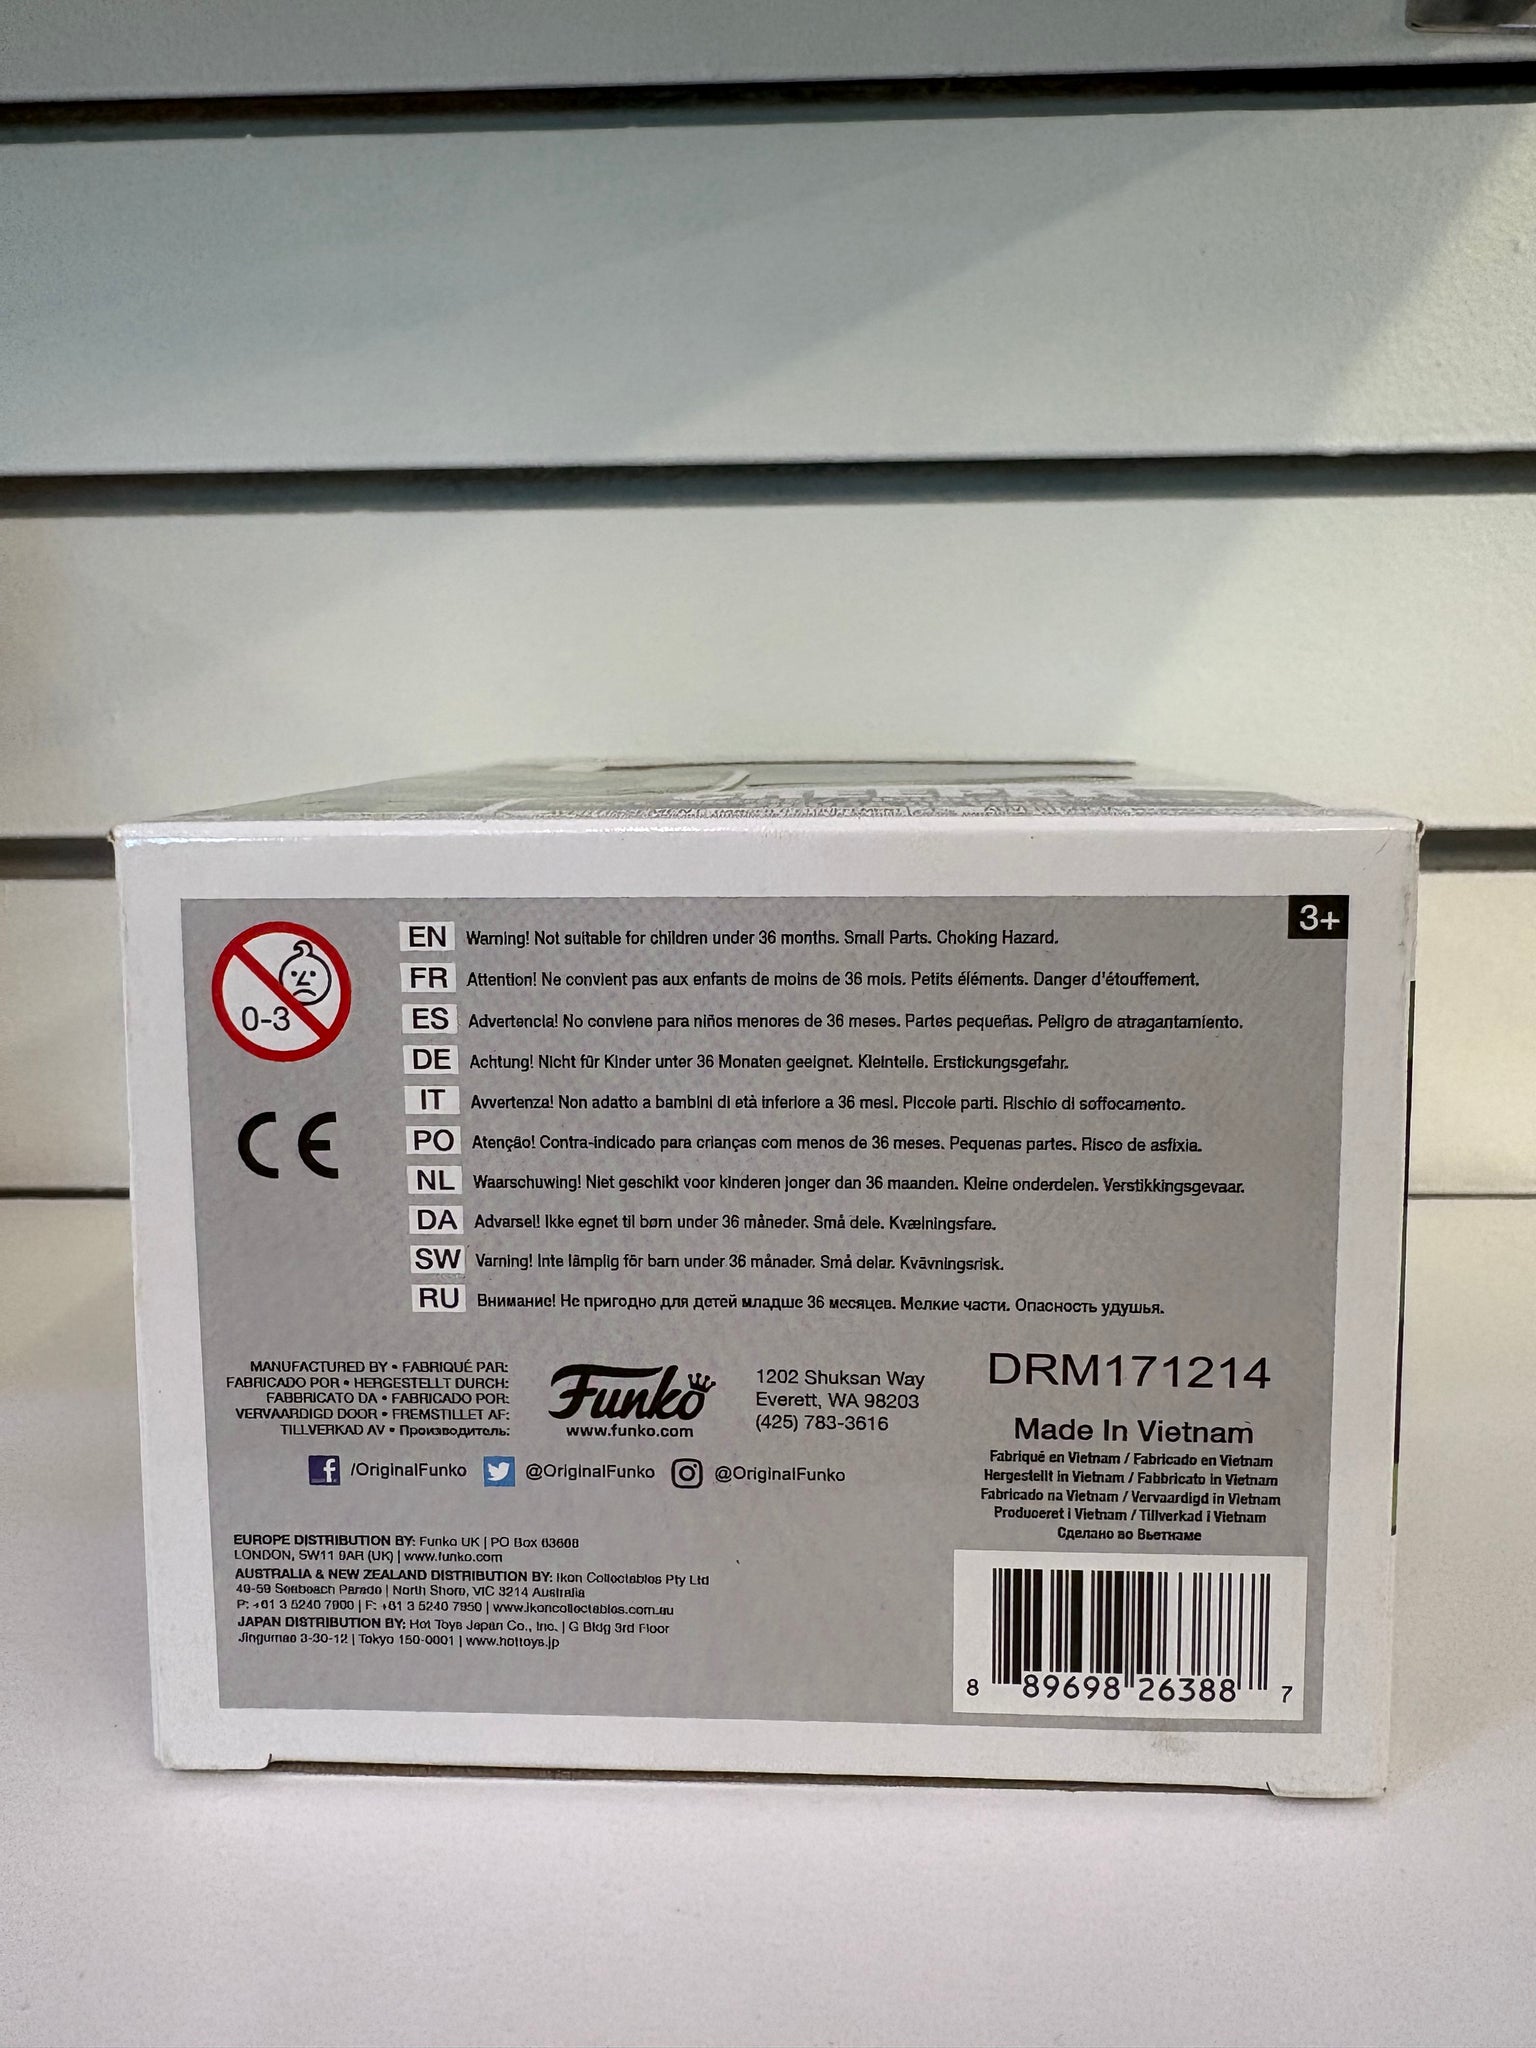 3+
0-3
EN Warning! Not suitable for children under 36 months. Small Parts. Choking Hazard.
FR Attention! Ne convient pas aux enfants de moins de 36 mois. Petits éléments. Danger d'étouffement.
ES Advertencia! No conviene para niños menores de 36 meses. Partes pequeñas. Peligro de atragantamiento.
DE Achtung! Nicht für Kinder unter 36 Monaten geeignet. Kleinteile. Erstickungsgefahr.
IT Avvertenza! Non adatto a bambini di età inferiore a 36 mesi. Piccole parti. Rischio di soffocamento.
PO Atenção! Contra-indicado para crianças com menos de 36 meses. Pequenas partes. Risco de asfixia.
NL Waarschuwing! Niet geschikt voor kinderen jonger dan 36 maanden. Kleine onderdelen. Verstikkingsgevaar.
DA Advarsel! Ikke egnet til børn under 36 måneder. Små dele. Kvælningsfare.
SW Varning! Inte lämplig för barn under 36 månader. Små delar. Kvävningsrisk.
RU Внимание! Не пригодно для детей младше 36 месяцев. Мелкие части. Опасность удушья.
CE
MANUFACTURED BY • FABRIQUÉ PAR:
FABRICADO POR • HERGESTELLT DURCH:
FABBRICATO DA • FABRICADO POR:
VERVAARDIGD DOOR • FREMSTILLET AF:
TILLVERKAD AV • Производитель:
Funko
www.funko.com
1202 Shuksan Way
Everett, WA 98203
(425) 783-3616
/OriginalFunko @OriginalFunko @OriginalFunko
DRM171214
Made In Vietnam
Fabriqué en Vietnam / Fabricado en Vietnam
Hergestellt in Vietnam / Fabbricato in Vietnam
Fabricado na Vietnam / Vervaardigd in Vietnam
Produceret i Vietnam / Tillverkad i Vietnam
Сделано во Вьетнаме
EUROPE DISTRIBUTION BY: Funko UK | PO Box
LONDON, SW11 9AR (UK) | www.funko.com
AUSTRALIA & NEW ZEALAND DISTRIBUTION BY: Ikon Collectables Pty Ltd
Seabeach Parade | North Shore, VIC 3214 Australia
P: +61 3 5240 7900 | F: +61 3 5240 7950 | www.ikoncollectables.com.au
JAPAN DISTRIBUTION BY: Hot Toys Japan Co., Inc. | G Bldg 3rd Floor
Jingumae 3-30-12 | Tokyo 150-0001 | www.hottoys.jp
8 89698 26388 7